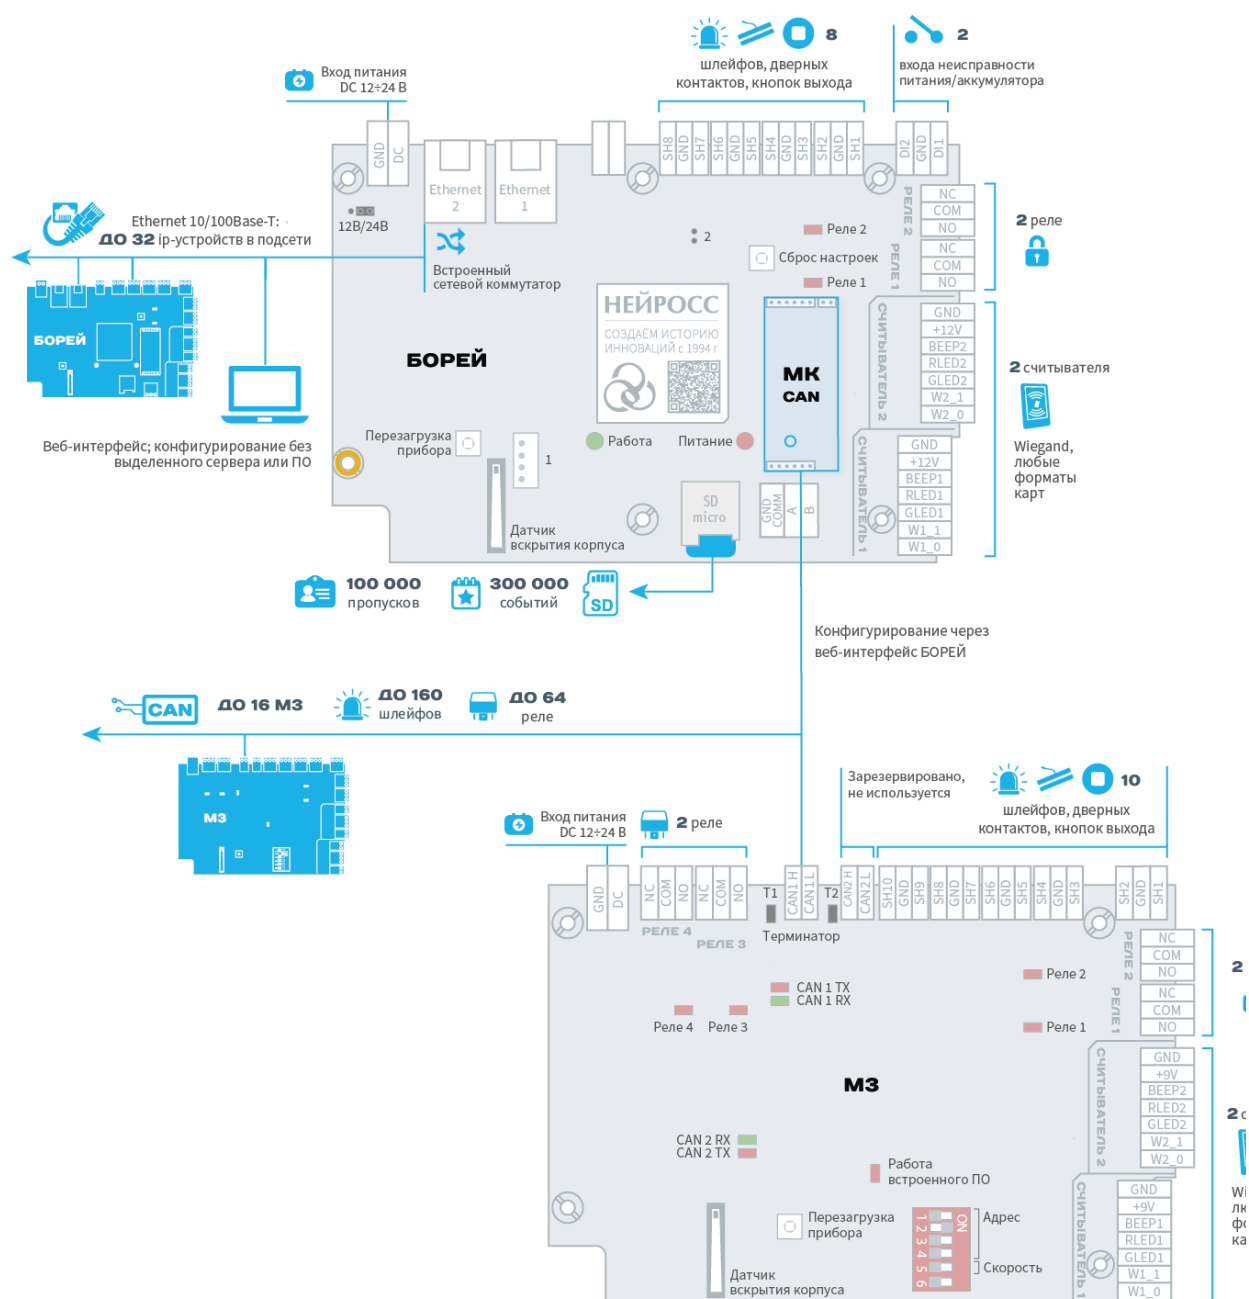 8
шлейфов, дверных
контактов, кнопок выхода
2
входа неисправности
питания/аккумулятора
Вход питания
DC 12÷24 В
GND
DC
Ethernet
2
Ethernet
1
SH8
GND
SH7
SH6
GND
SH5
SH4
GND
SH3
SH2
GND
SH1
DI2
GND
DI1
12В/24В
Ethernet 10/100Base-T:
ДО 32 ip-устройств в подсети
Встроенный
сетевой коммутатор
2
Реле 2
Сброс настроек
Реле 1
РЕЛЕ 2
NC
COM
NO
РЕЛЕ 1
NC
COM
NO
2 реле
НЕЙРОСС
СОЗДАЁМ ИСТОРИЮ
ИННОВАЦИЙ с 1994 г
БОРЕЙ
БОРЕЙ
МК
CAN
СЧИТЫВАТЕЛЬ 2
GND
+12V
BEEP2
RLED2
GLED2
W2_1
W2_0
СЧИТЫВАТЕЛЬ 1
GND
+12V
BEEP1
RLED1
GLED1
W1_1
W1_0
2 считывателя
Wiegand,
любые
форматы
карт
Веб-интерфейс; конфигурирование без
выделенного сервера или ПО
Перезагрузка
прибора
1
Работа
Питание
Датчик
вскрытия корпуса
SD
micro
GND
COMM
A
B
100 000
пропусков
300 000
событий
SD
Конфигурирование через
веб-интерфейс БОРЕЙ
CAN
ДО 16 М3
ДО 160
шлейфов
ДО 64
реле
М3
Вход питания
DC 12÷24 В
2 реле
Зарезервировано,
не используется
10
шлейфов, дверных
контактов, кнопок выхода
GND
DC
NC
COM
NO
NC
COM
NO
РЕЛЕ 4
РЕЛЕ 3
T1
CAN1 H
CAN1 L
T2
Терминатор
CAN2 H
CAN2 L
SH10
GND
SH9
SH8
GND
SH7
SH6
GND
SH5
SH4
GND
SH3
SH2
GND
SH1
CAN 1 TX
CAN 1 RX
Реле 4
Реле 3
Реле 2
Реле 1
РЕЛЕ 2
NC
COM
NO
РЕЛЕ 1
NC
COM
NO
2
М3
СЧИТЫВАТЕЛЬ 2
GND
+9V
BEEP2
RLED2
GLED2
W2_1
W2_0
СЧИТЫВАТЕЛЬ 1
GND
+9V
BEEP1
RLED1
GLED1
W1_1
W1_0
2 с
CAN 2 RX
CAN 2 TX
Работа
встроенного ПО
Перезагрузка
прибора
1
2
3
4
5
6
ON
Адрес
Скорость
Датчик
вскрытия корпуса